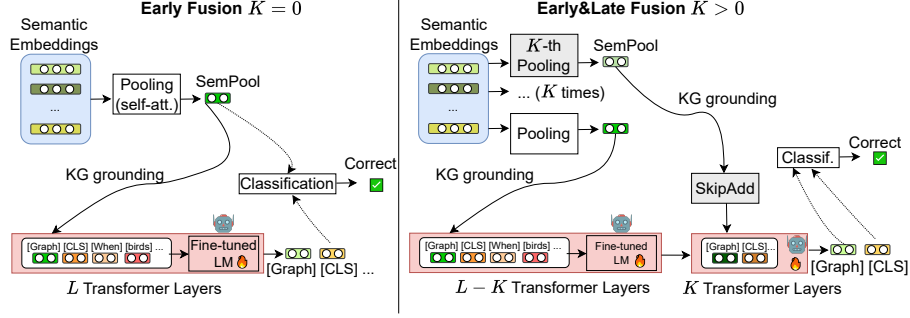 Early Fusion K = 0
Semantic
Embeddings
...
Pooling
(self-att.)
SemPool
KG grounding
Classification
Correct
[Graph] [CLS] [When] [birds] ...
Fine-tuned
LM
[Graph] [CLS] ...
L Transformer Layers
Early&Late Fusion K > 0
Semantic
Embeddings
...
K-th
Pooling
SemPool
... (K times)
Pooling
KG grounding
KG grounding
SkipAdd
Classif.
Correct
[Graph] [CLS] [When] [birds] ...
Fine-tuned
LM
[Graph] [CLS]...
[Graph] [CLS]
L − K Transformer Layers
K Transformer Layers